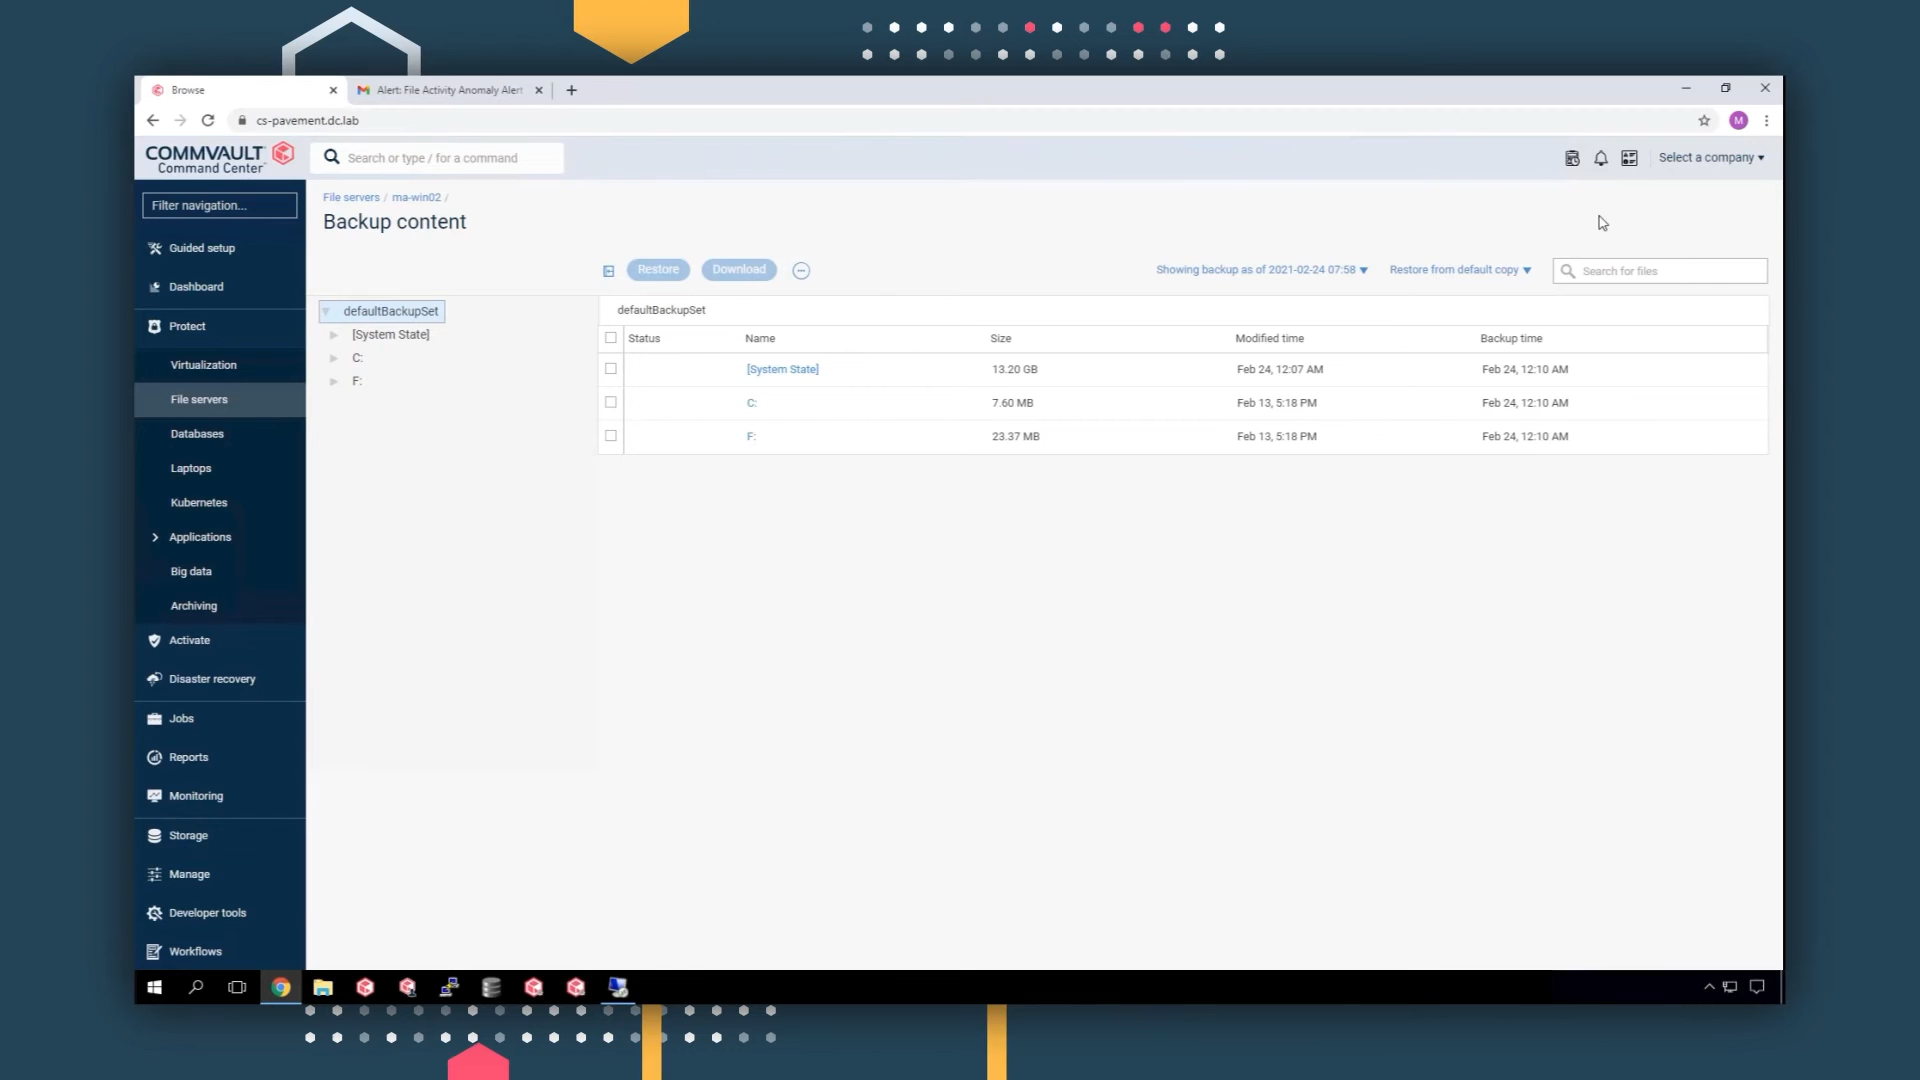 Browse
Alert: File Activity Anomaly Alert
cs-pavement.dc.lab
M
COMMVAULT
Command Center
Search or type / for a command
Select a company
Filter navigation...
Guided setup
Dashboard
Protect
Virtualization
File servers
Databases
Laptops
Kubernetes
Applications
Big data
Archiving
Activate
Disaster recovery
Jobs
Reports
Monitoring
Storage
Manage
Developer tools
Workflows
File servers / ma-win02 /
Backup content
Restore Download
Showing backup as of 2021-02-24 07:58 Restore from default copy Search for files
defaultBackupSet
[System State]
C:
F:
defaultBackupSet
Status Name Size Modified time Backup time
[System State] 13.20 GB Feb 24, 12:07 AM Feb 24, 12:10 AM
C: 7.60 MB Feb 13, 5:18 PM Feb 24, 12:10 AM
F: 23.37 MB Feb 13, 5:18 PM Feb 24, 12:10 AM